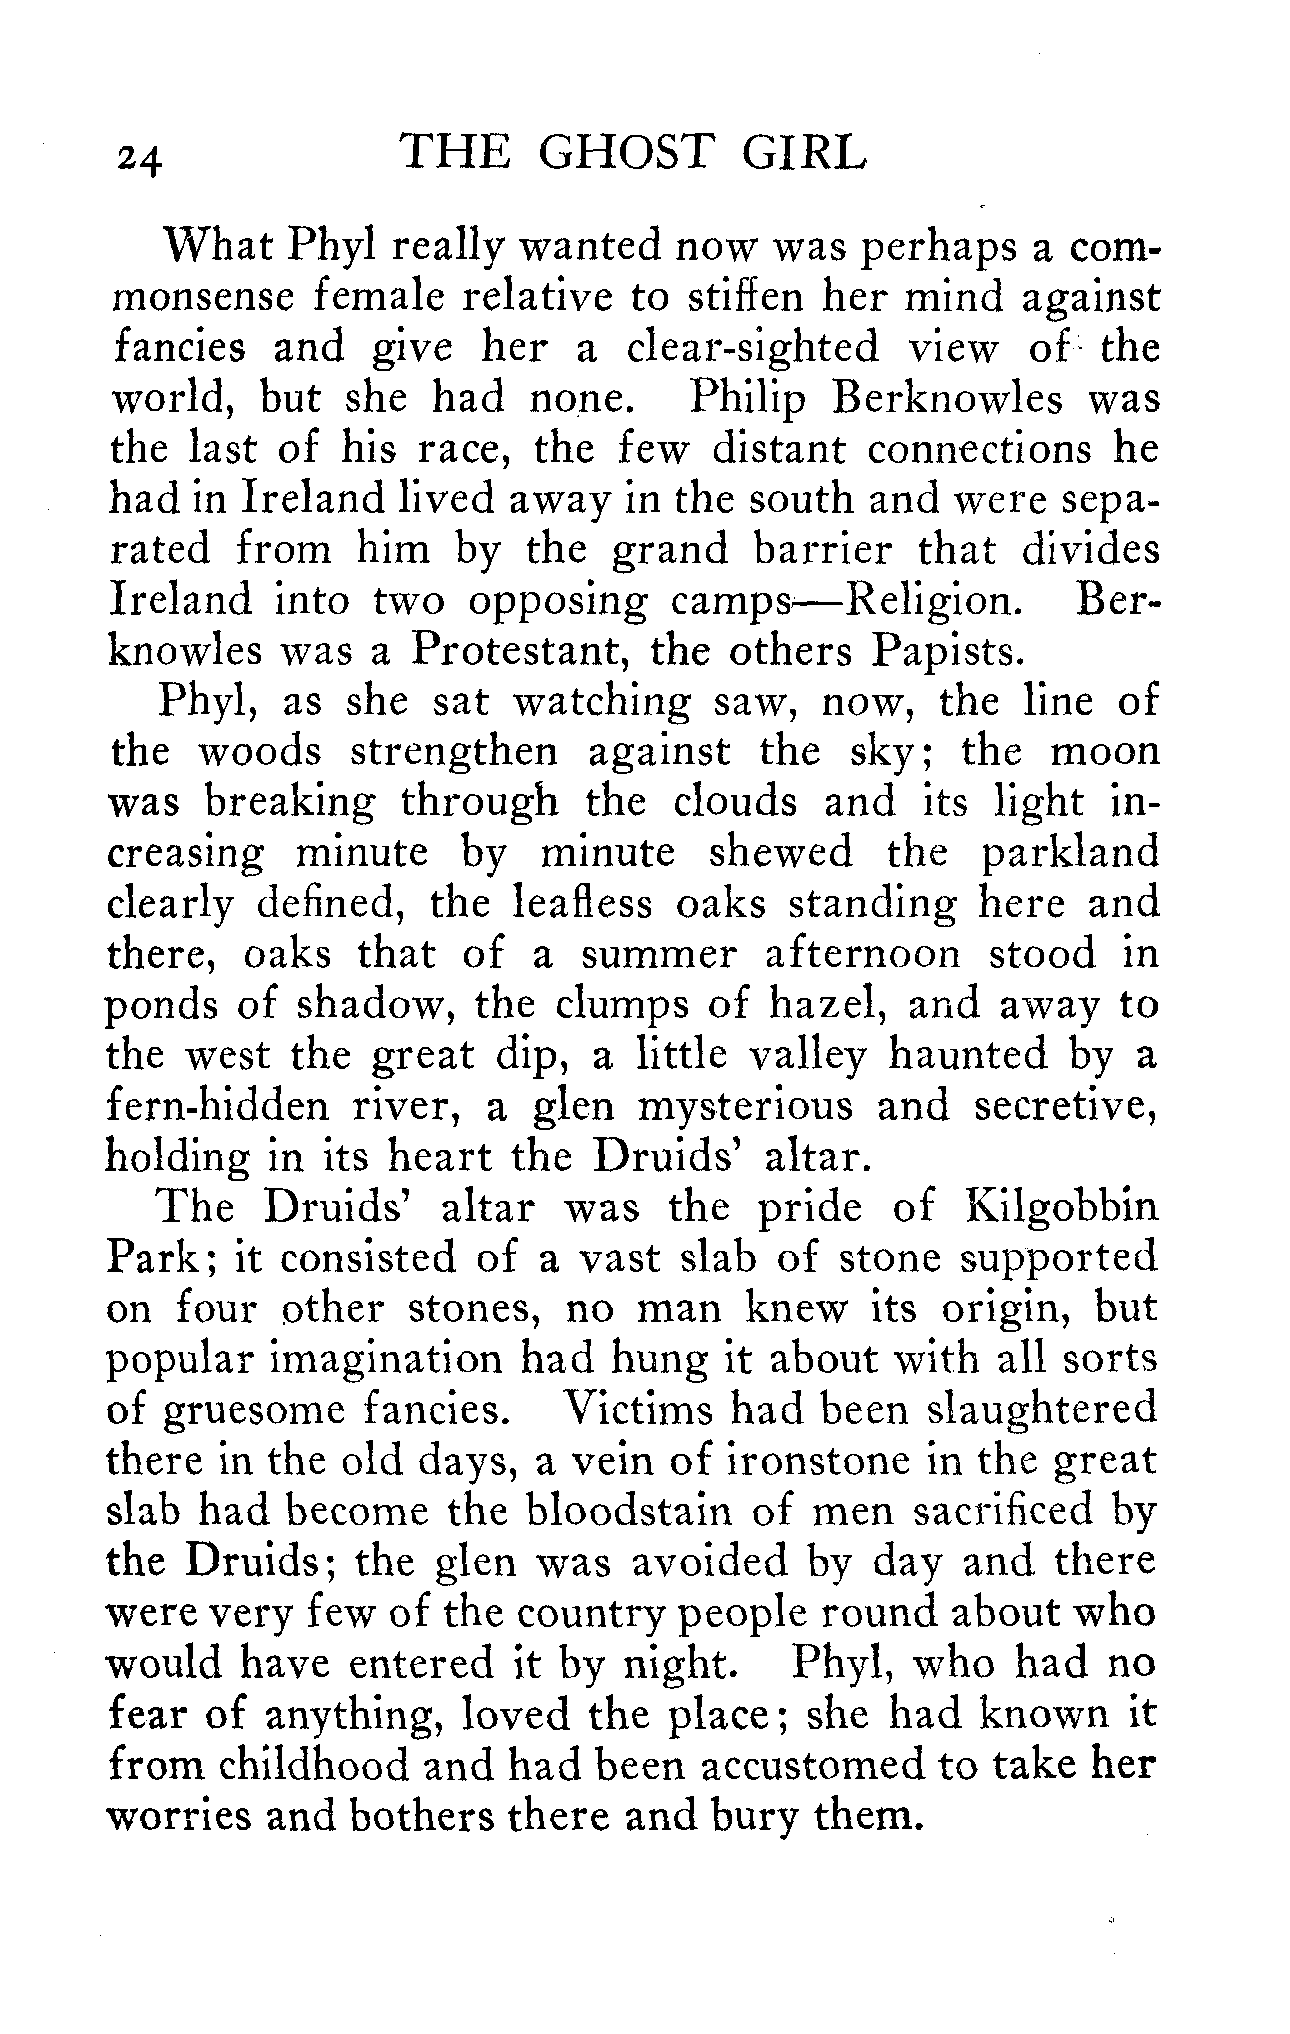 24 THE GHOST GIRL
What Phyl really wanted now was perhaps a com-
monsense female relative to stiffen her mind against
fancies and give her a clear-sighted view of the
world, but she had none. Philip Berknowles was
the last of his race, the few distant connections he
had in Ireland lived away in the south and were sepa-
rated from him by the grand barrier that divides
Ireland into two opposing camps—Religion. Ber-
knowles was a Protestant, the others Papists.
Phyl, as she sat watching saw, now, the line of
the woods strengthen against the sky; the moon
was breaking through the clouds and its light in-
creasing minute by minute shewed the parkland
clearly defined, the leafless oaks standing here and
there, oaks that of a summer afternoon stood in
ponds of shadow, the clumps of hazel, and away to
the west the great dip, a little valley haunted by a
fern-hidden river, a glen mysterious and secretive,
holding in its heart the Druids' altar.
The Druids' altar was the pride of Kilgobbin
Park; it consisted of a vast slab of stone supported
on four other stones, no man knew its origin, but
popular imagination had hung it about with all sorts
of gruesome fancies. Victims had been slaughtered
there in the old days, a vein of ironstone in the great
slab had become the bloodstain of men sacrificed by
the Druids; the glen was avoided by day and there
were very few of the country people round about who
would have entered it by night. Phyl, who had no
fear of anything, loved the place; she had known it
from childhood and had been accustomed to take her
worries and bothers there and bury them.